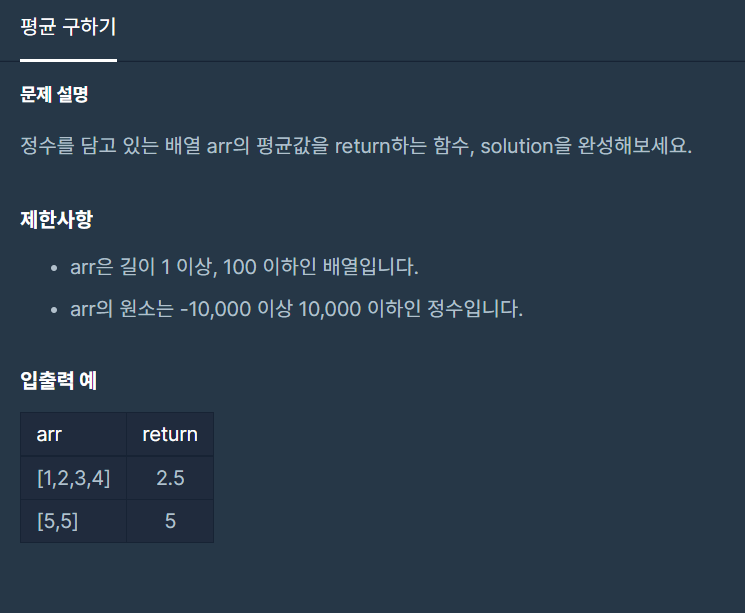 평균 구하기
문제 설명
정수를 담고 있는 배열 arr의 평균값을 return하는 함수, solution을 완성해보세요.
제한사항
• arr은 길이 1 이상, 100 이하인 배열입니다.
• arr의 원소는 -10,000 이상 10,000 이하인 정수입니다.
입출력 예
arr return
[1,2,3,4] 2.5
[5,5] 5